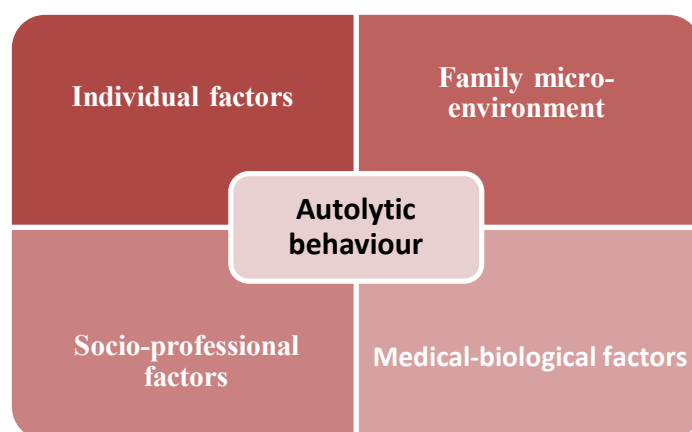 Individual factors
Family micro-
environment
Autolytic
behaviour
Socio-professional
factors
Medical-biological factors